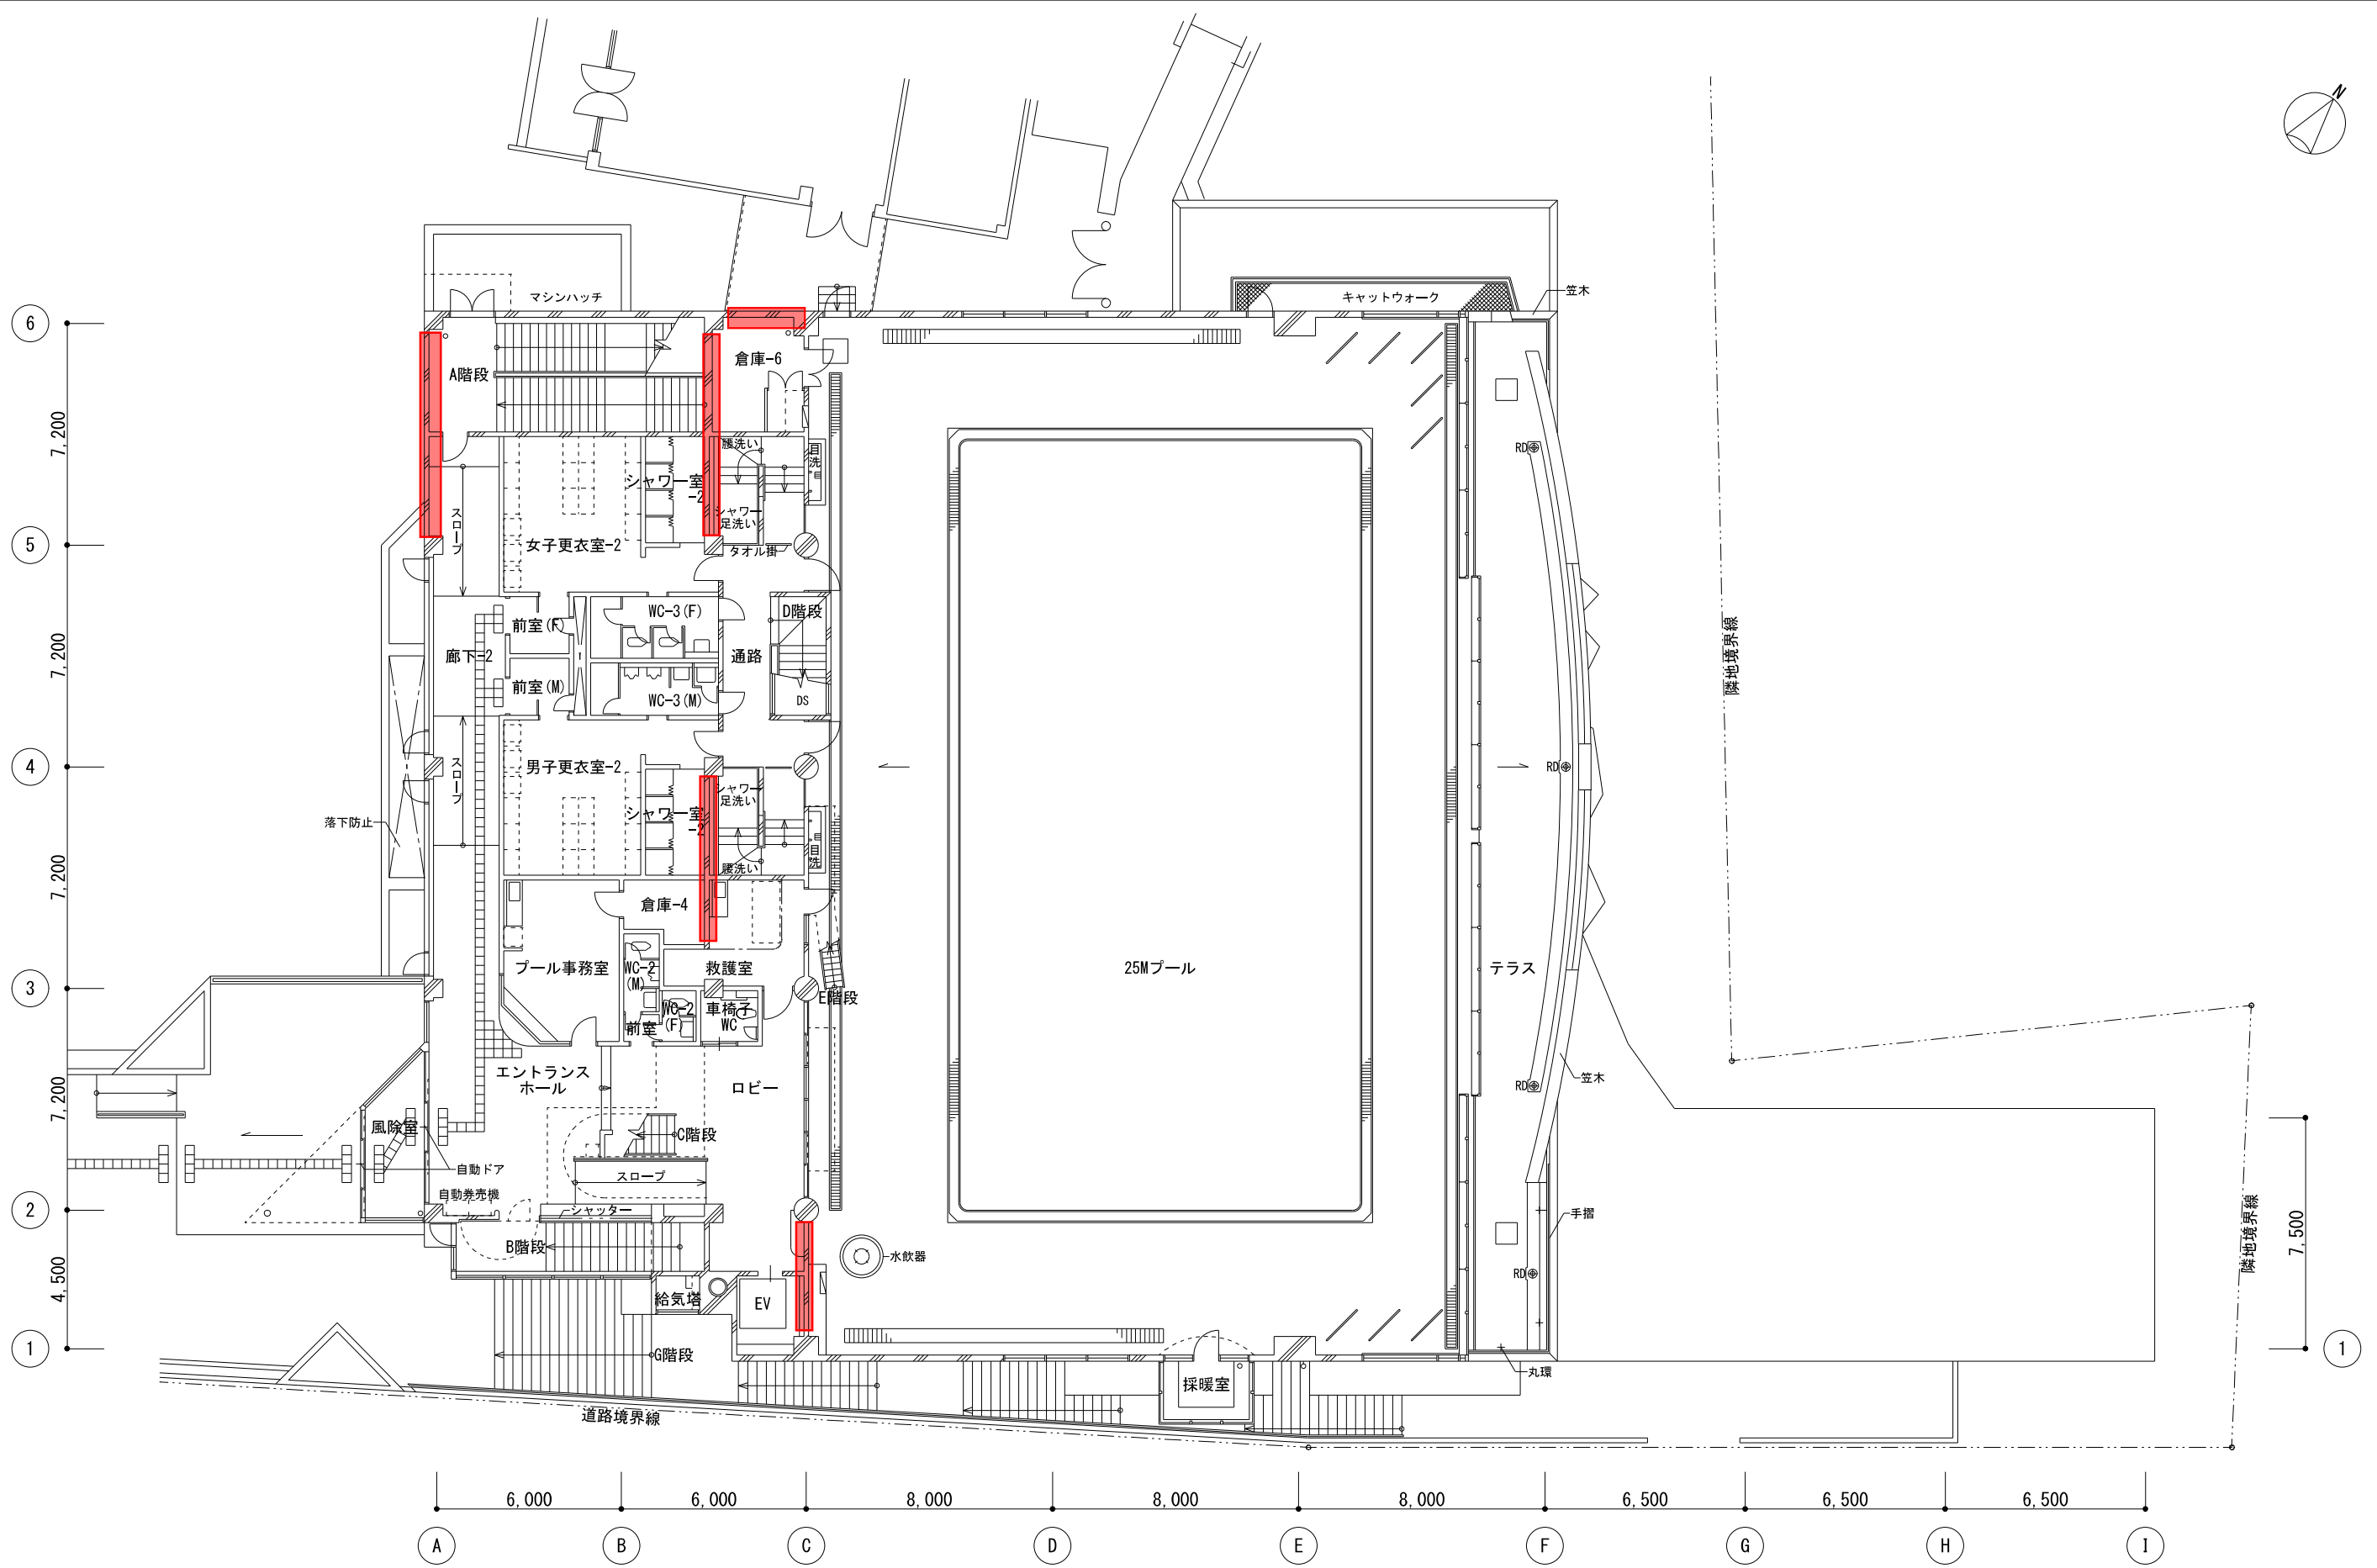 N
マシンハッチ
キャットウォーク
笠木
6
倉庫-6
A階段
7,200
腰洗い
目洗
RD
シャワー室
-2
シャワー
足洗い
スロープ
5
女子更衣室-2
タオル掛
WC-3(F)
D階段
前室(F)
7,200
廊下-2
通路
隣地境界線
前室(M)
WC-3(M)
DS
4
男子更衣室-2
RD
スロープ
シャワー
足洗い
シャワー室
-2
落下防止
目洗
腰洗い
7,200
倉庫-4
プール事務室
WC-2
(M)
救護室
25Mプール
テラス
3
E階段
WC-2
(F)
車椅子
WC
前室
エントランス
ホール
ロビー
RD
笠木
7,200
風除室
C階段
自動ドア
スロープ
自動券売機
2
シャッター
手摺
隣地境界線
7,500
B階段
水飲器
4,500
RD
給気塔
EV
1
G階段
1
丸環
採暖室
道路境界線
6,000
6,000
8,000
8,000
8,000
6,500
6,500
6,500
A
B
C
D
E
F
G
H
I